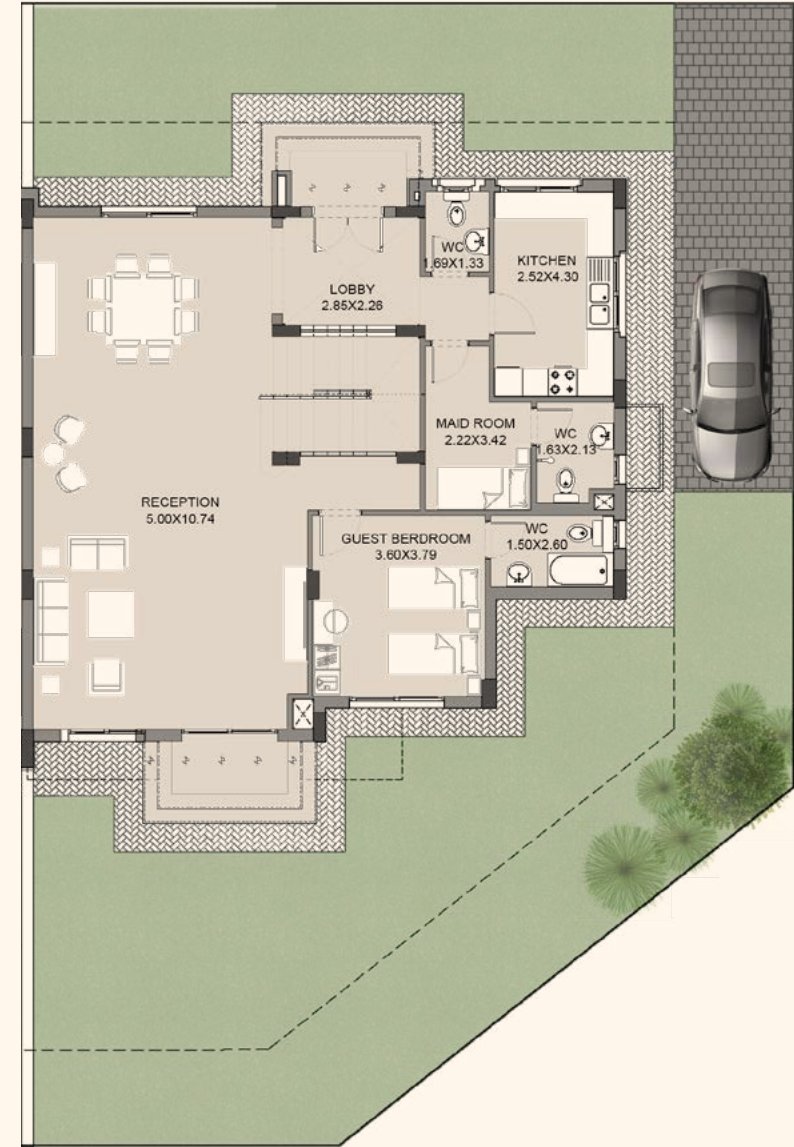 WC
1.69X1.33
KITCHEN
2.52X4.30
LOBBY
2.85X2.26
MAID ROOM
2.22X3.42
WC
1.63X2.13
RECEPTION
5.00X10.74
GUEST BERDROOM
3.60X3.79
WC
1.50X2.60